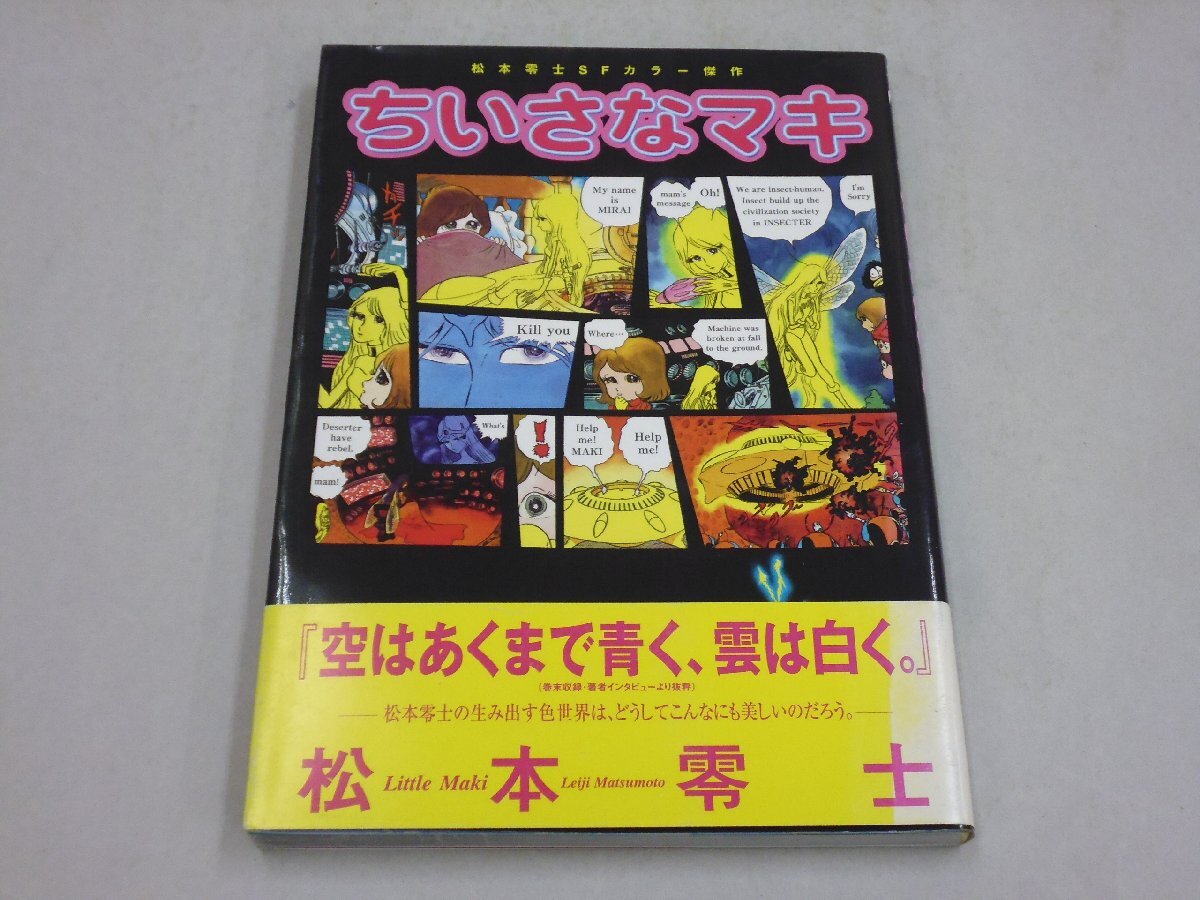 松本零士SFカラー傑作
ちいさなマキ
My name
is
MIRAI
mam's
message
Oh!
We are insect-human.
Insect build up the
civilization society
in INSECTER
I'm
Sorry
Kill you
Where…
Machine was
broken at fall
to the ground.
Deserter
have
rebel.
mam!
What's
!
Help
me!
MAKI
Help
me!
『空はあくまで青く、雲は白く。』
(巻末収録・著者インタビューより抜粋)
松本零士の生み出す色世界は、どうしてこんなにも美しいのだろう。
松本零士
Little Maki
Leiji Matsumoto